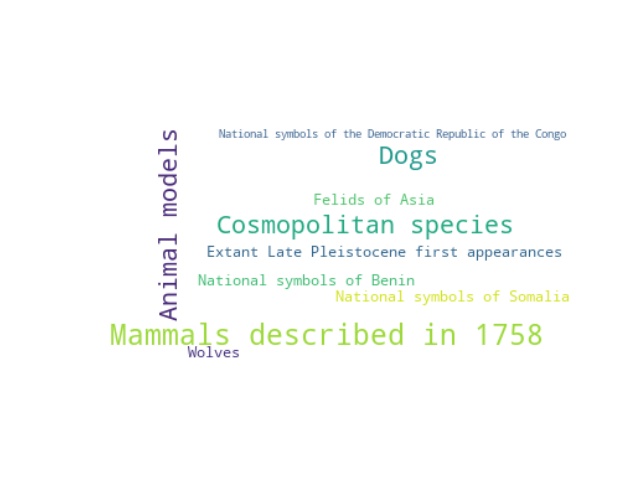 National symbols of the Democratic Republic of the Congo
Dogs
Animal models
Felids of Asia
Cosmopolitan species
Extant Late Pleistocene first appearances
National symbols of Benin
National symbols of Somalia
Mammals described in 1758
Wolves